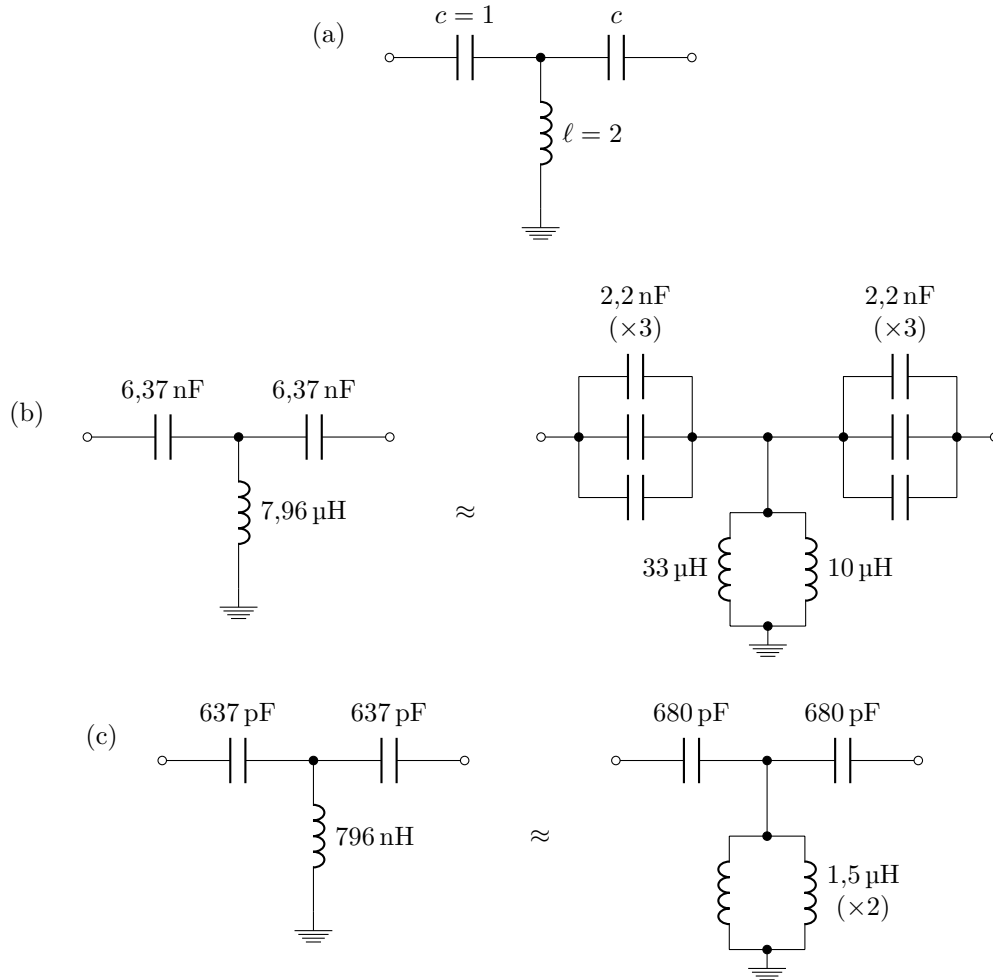 (a)
c = 1
c
ℓ = 2
(b)
6,37 nF
6,37 nF
7,96 µH
≈
2,2 nF
(×3)
2,2 nF
(×3)
33 µH
10 µH
(c)
637 pF
637 pF
796 nH
≈
680 pF
680 pF
1,5 µH
(×2)